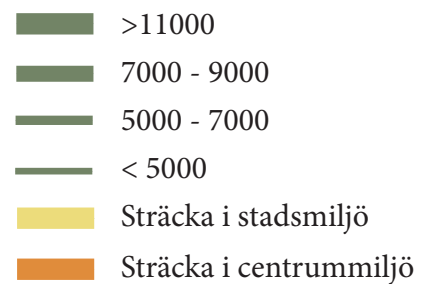 >11000
7000 - 9000
5000 - 7000
< 5000
Sträcka i stadsmiljö
Sträcka i centrummiljö